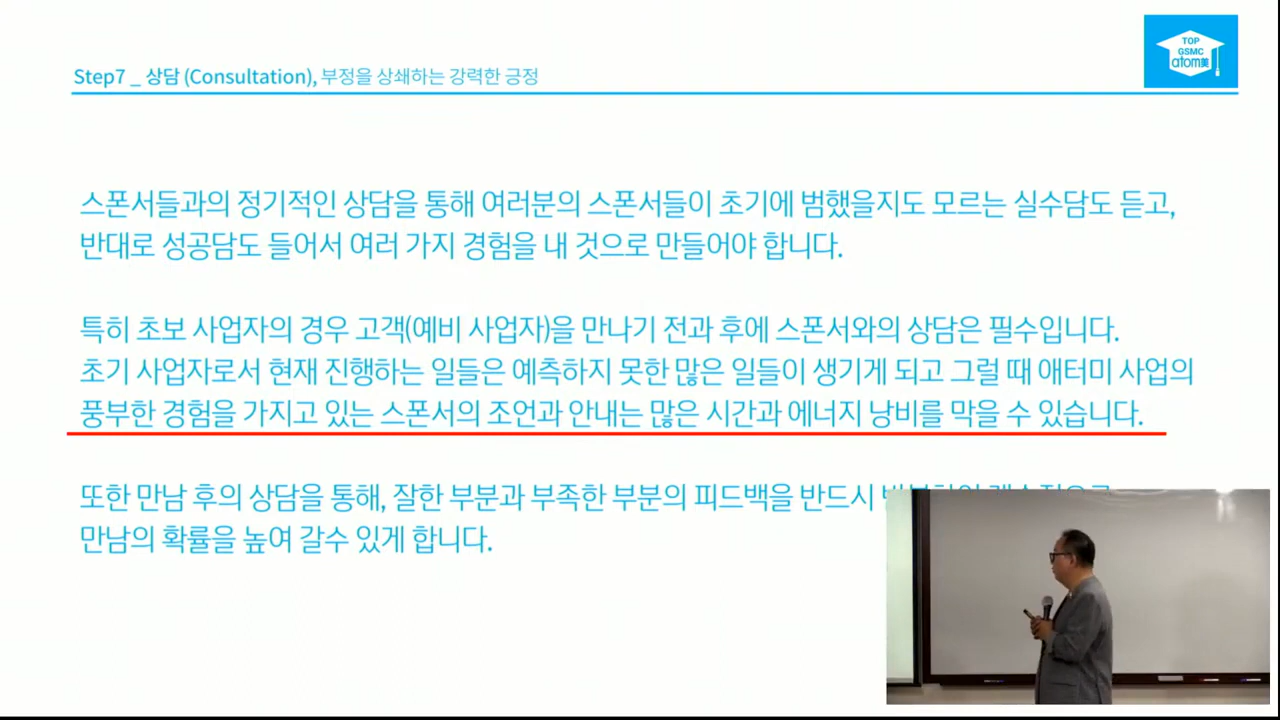 Step7 _ 상담 (Consultation), 부정을 상쇄하는 강력한 긍정
TOP
GSMC
atom美
스폰서들과의 정기적인 상담을 통해 여러분의 스폰서들이 초기에 범했을지도 모르는 실수담도 듣고,
반대로 성공담도 들어서 여러 가지 경험을 내 것으로 만들어야 합니다.
특히 초보 사업자의 경우 고객(예비 사업자)을 만나기 전과 후에 스폰서와의 상담은 필수입니다.
초기 사업자로서 현재 진행하는 일들은 예측하지 못한 많은 일들이 생기게 되고 그럴 때 애터미 사업의
풍부한 경험을 가지고 있는 스폰서의 조언과 안내는 많은 시간과 에너지 낭비를 막을 수 있습니다.
또한 만남 후의 상담을 통해, 잘한 부분과 부족한 부분의 피드백을 반드시
만남의 확률을 높여 갈수 있게 합니다.